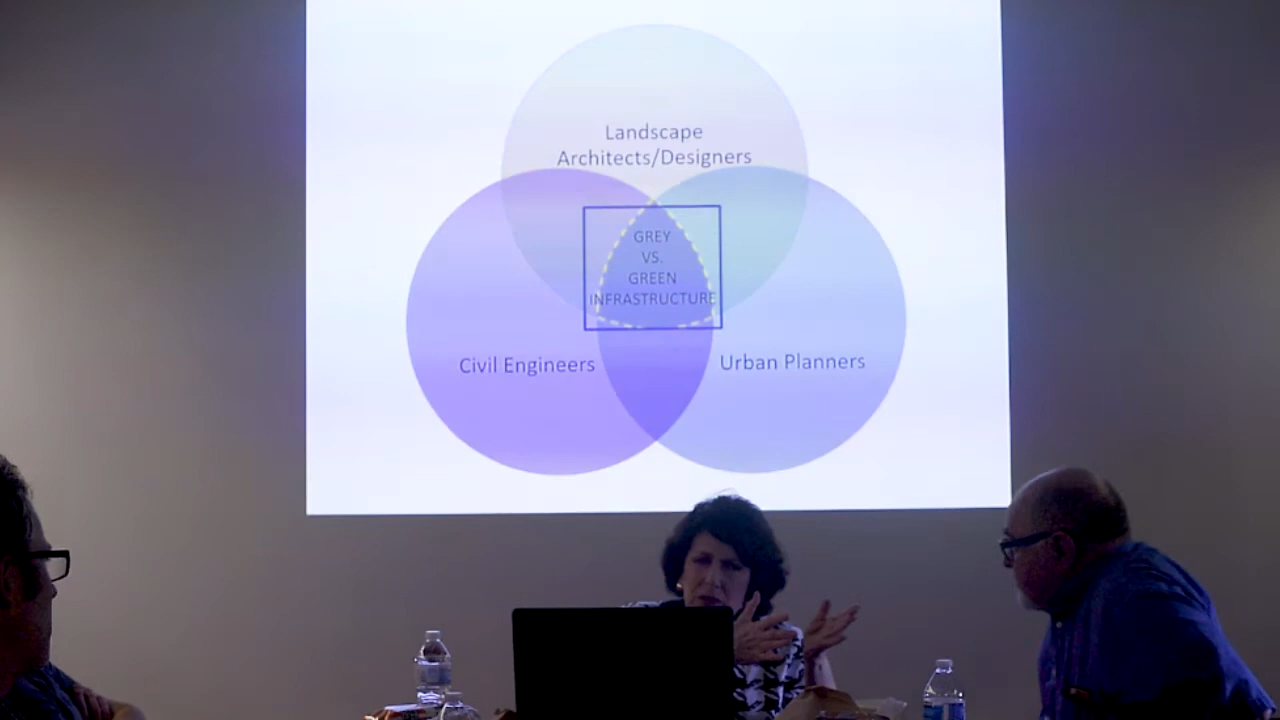 Landscape
Architects/Designers
GREY
VS.
GREEN
INFRASTRUCTURE
Civil Engineers
Urban Planners